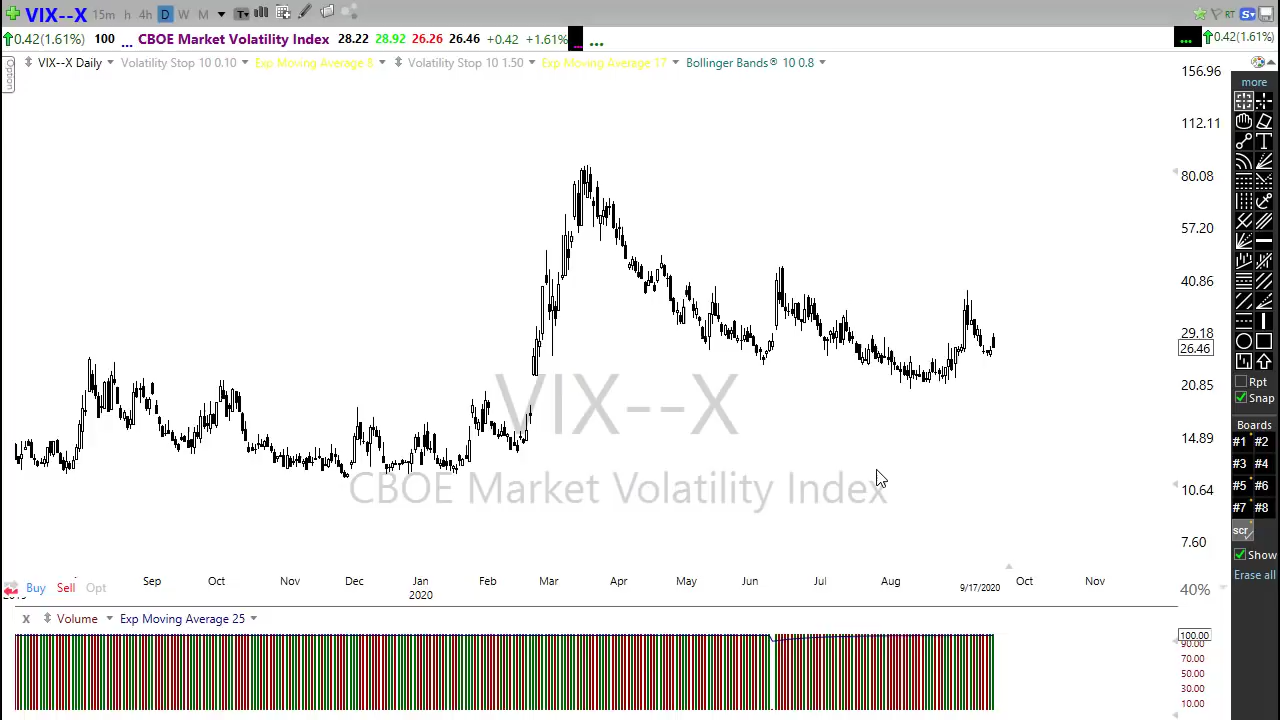 VIX--X 15m h 4h D W M T RT S
0.42(1.61%) 100 ... CBOE Market Volatility Index 28.22 28.92 26.26 26.46 +0.42 +1.61% ... ... 0.42(1.61%)
Option VIX--X Daily Volatility Stop 10 0.10 Exp Moving Average 8 Volatility Stop 10 1.50 Exp Moving Average 17 Bollinger Bands® 10 0.8
156.96
more
112.11
80.08
57.20
40.86
29.18
26.46
20.85
Rpt
Snap
VIX--X
Boards
14.89
#1 #2
#3 #4
CBOE Market Volatility Index
10.64
#5 #6
#7 #8
scr
7.60
Show
Erase all
Sep Oct Nov Dec Jan Feb Mar Apr May Jun Jul Aug 9/17/2020 Oct Nov
Buy Sell Opt 2020 40%
X Volume Exp Moving Average 25
100.00
90.00
70.00
50.00
30.00
10.00